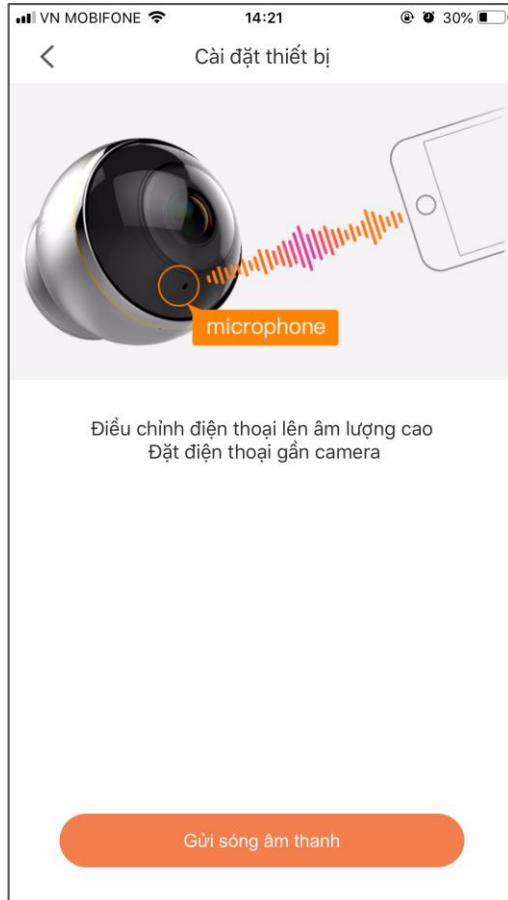 VN MOBIFONE 14:21 30%
Cài đặt thiết bị
microphone
Điều chỉnh điện thoại lên âm lượng cao
Đặt điện thoại gần camera
Gửi sóng âm thanh